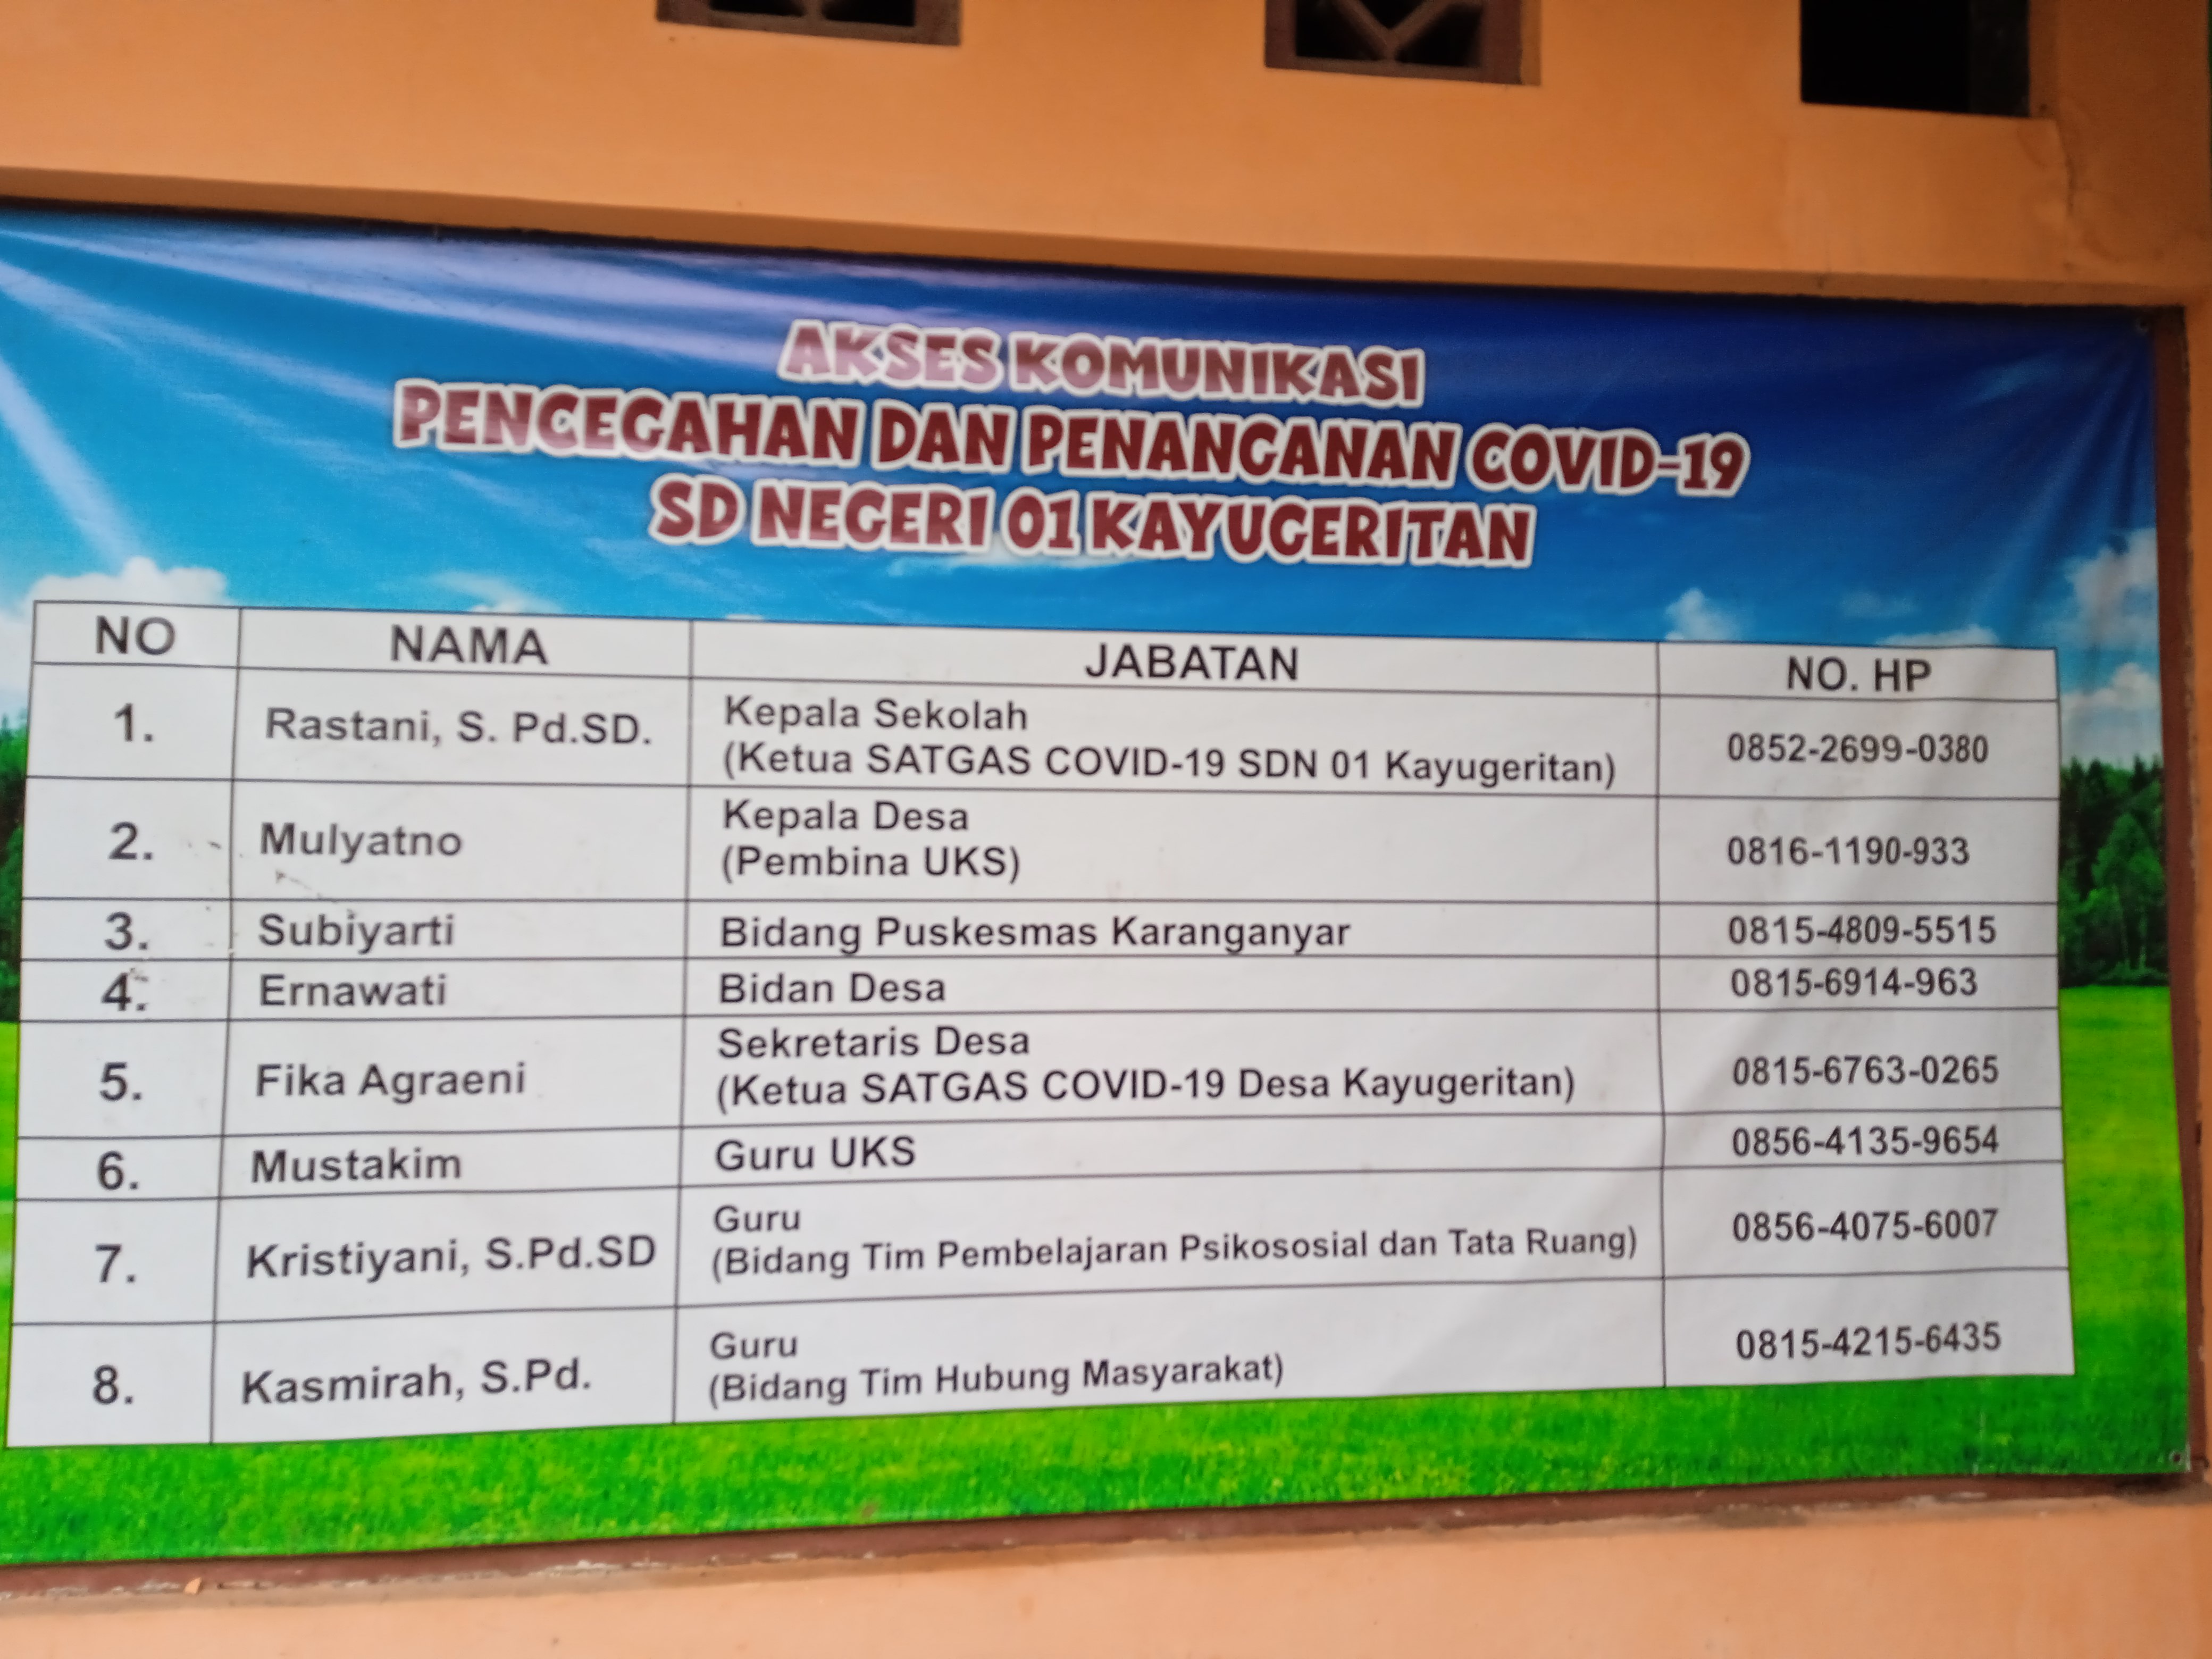 AKSES KOMUNIKASI
PENCEGAHAN DAN PENANGANAN COVID-19
SD NEGERI 01 KAYUGERITAN
NO NAMA JABATAN NO. HP
1. Rastani, S. Pd.SD. Kepala Sekolah
(Ketua SATGAS COVID-19 SDN 01 Kayugeritan) 0852-2699-0380
2. Mulyatno Kepala Desa
(Pembina UKS) 0816-1190-933
3. Subiyarti Bidang Puskesmas Karanganyar 0815-4809-5515
4. Ernawati Bidan Desa 0815-6914-963
5. Fika Agraeni Sekretaris Desa
(Ketua SATGAS COVID-19 Desa Kayugeritan) 0815-6763-0265
6. Mustakim Guru UKS 0856-4135-9654
7. Kristiyani, S.Pd.SD Guru
(Bidang Tim Pembelajaran Psikososial dan Tata Ruang) 0856-4075-6007
8. Kasmirah, S.Pd. Guru
(Bidang Tim Hubung Masyarakat) 0815-4215-6435